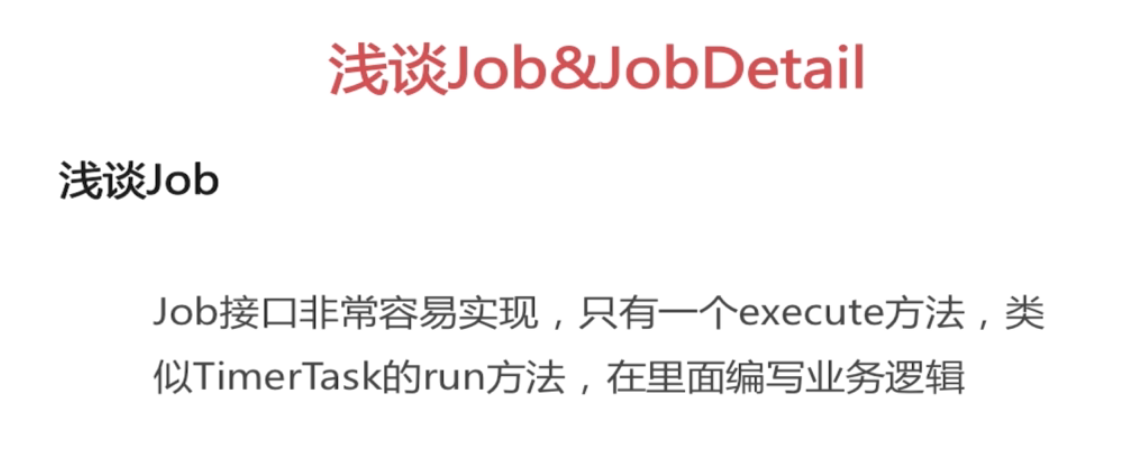 浅谈Job&JobDetail
浅谈Job
Job接口非常容易实现，只有一个execute方法，类
似TimerTask的run方法，在里面编写业务逻辑